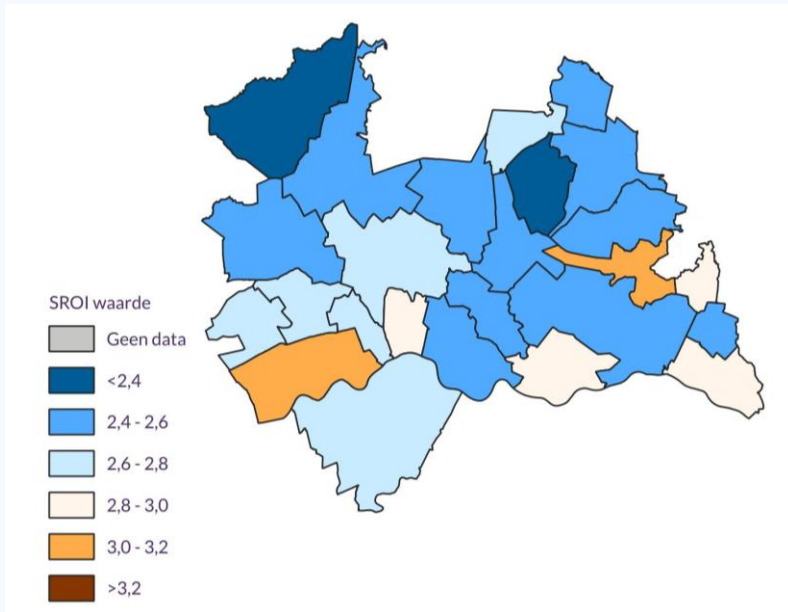 SROI waarde
Geen data
<2,4
2,4 - 2,6
2,6 - 2,8
2,8 - 3,0
3,0 - 3,2
>3,2